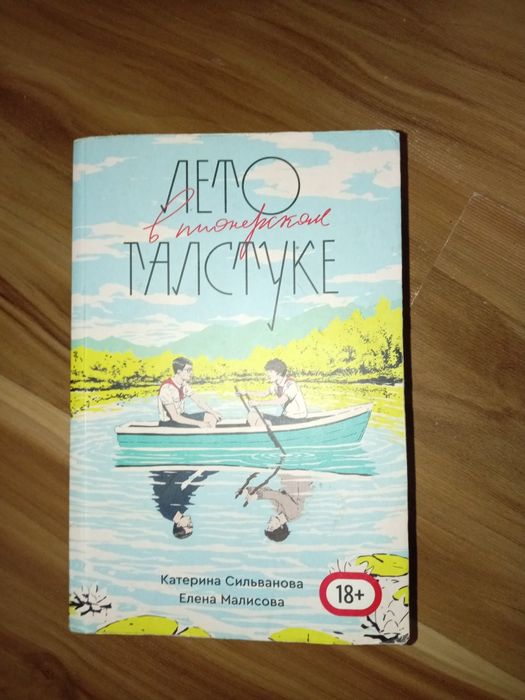 ЛЕТО
в пионерском
ГАЛСТУКЕ
Катерина Сильванова
Елена Малисова
18+